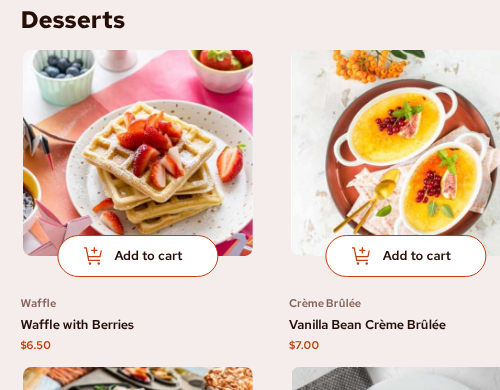 Desserts
Add to cart
Add to cart
Waffle
Crème Brûlée
Waffle with Berries
Vanilla Bean Crème Brûlée
$6.50
$7.00